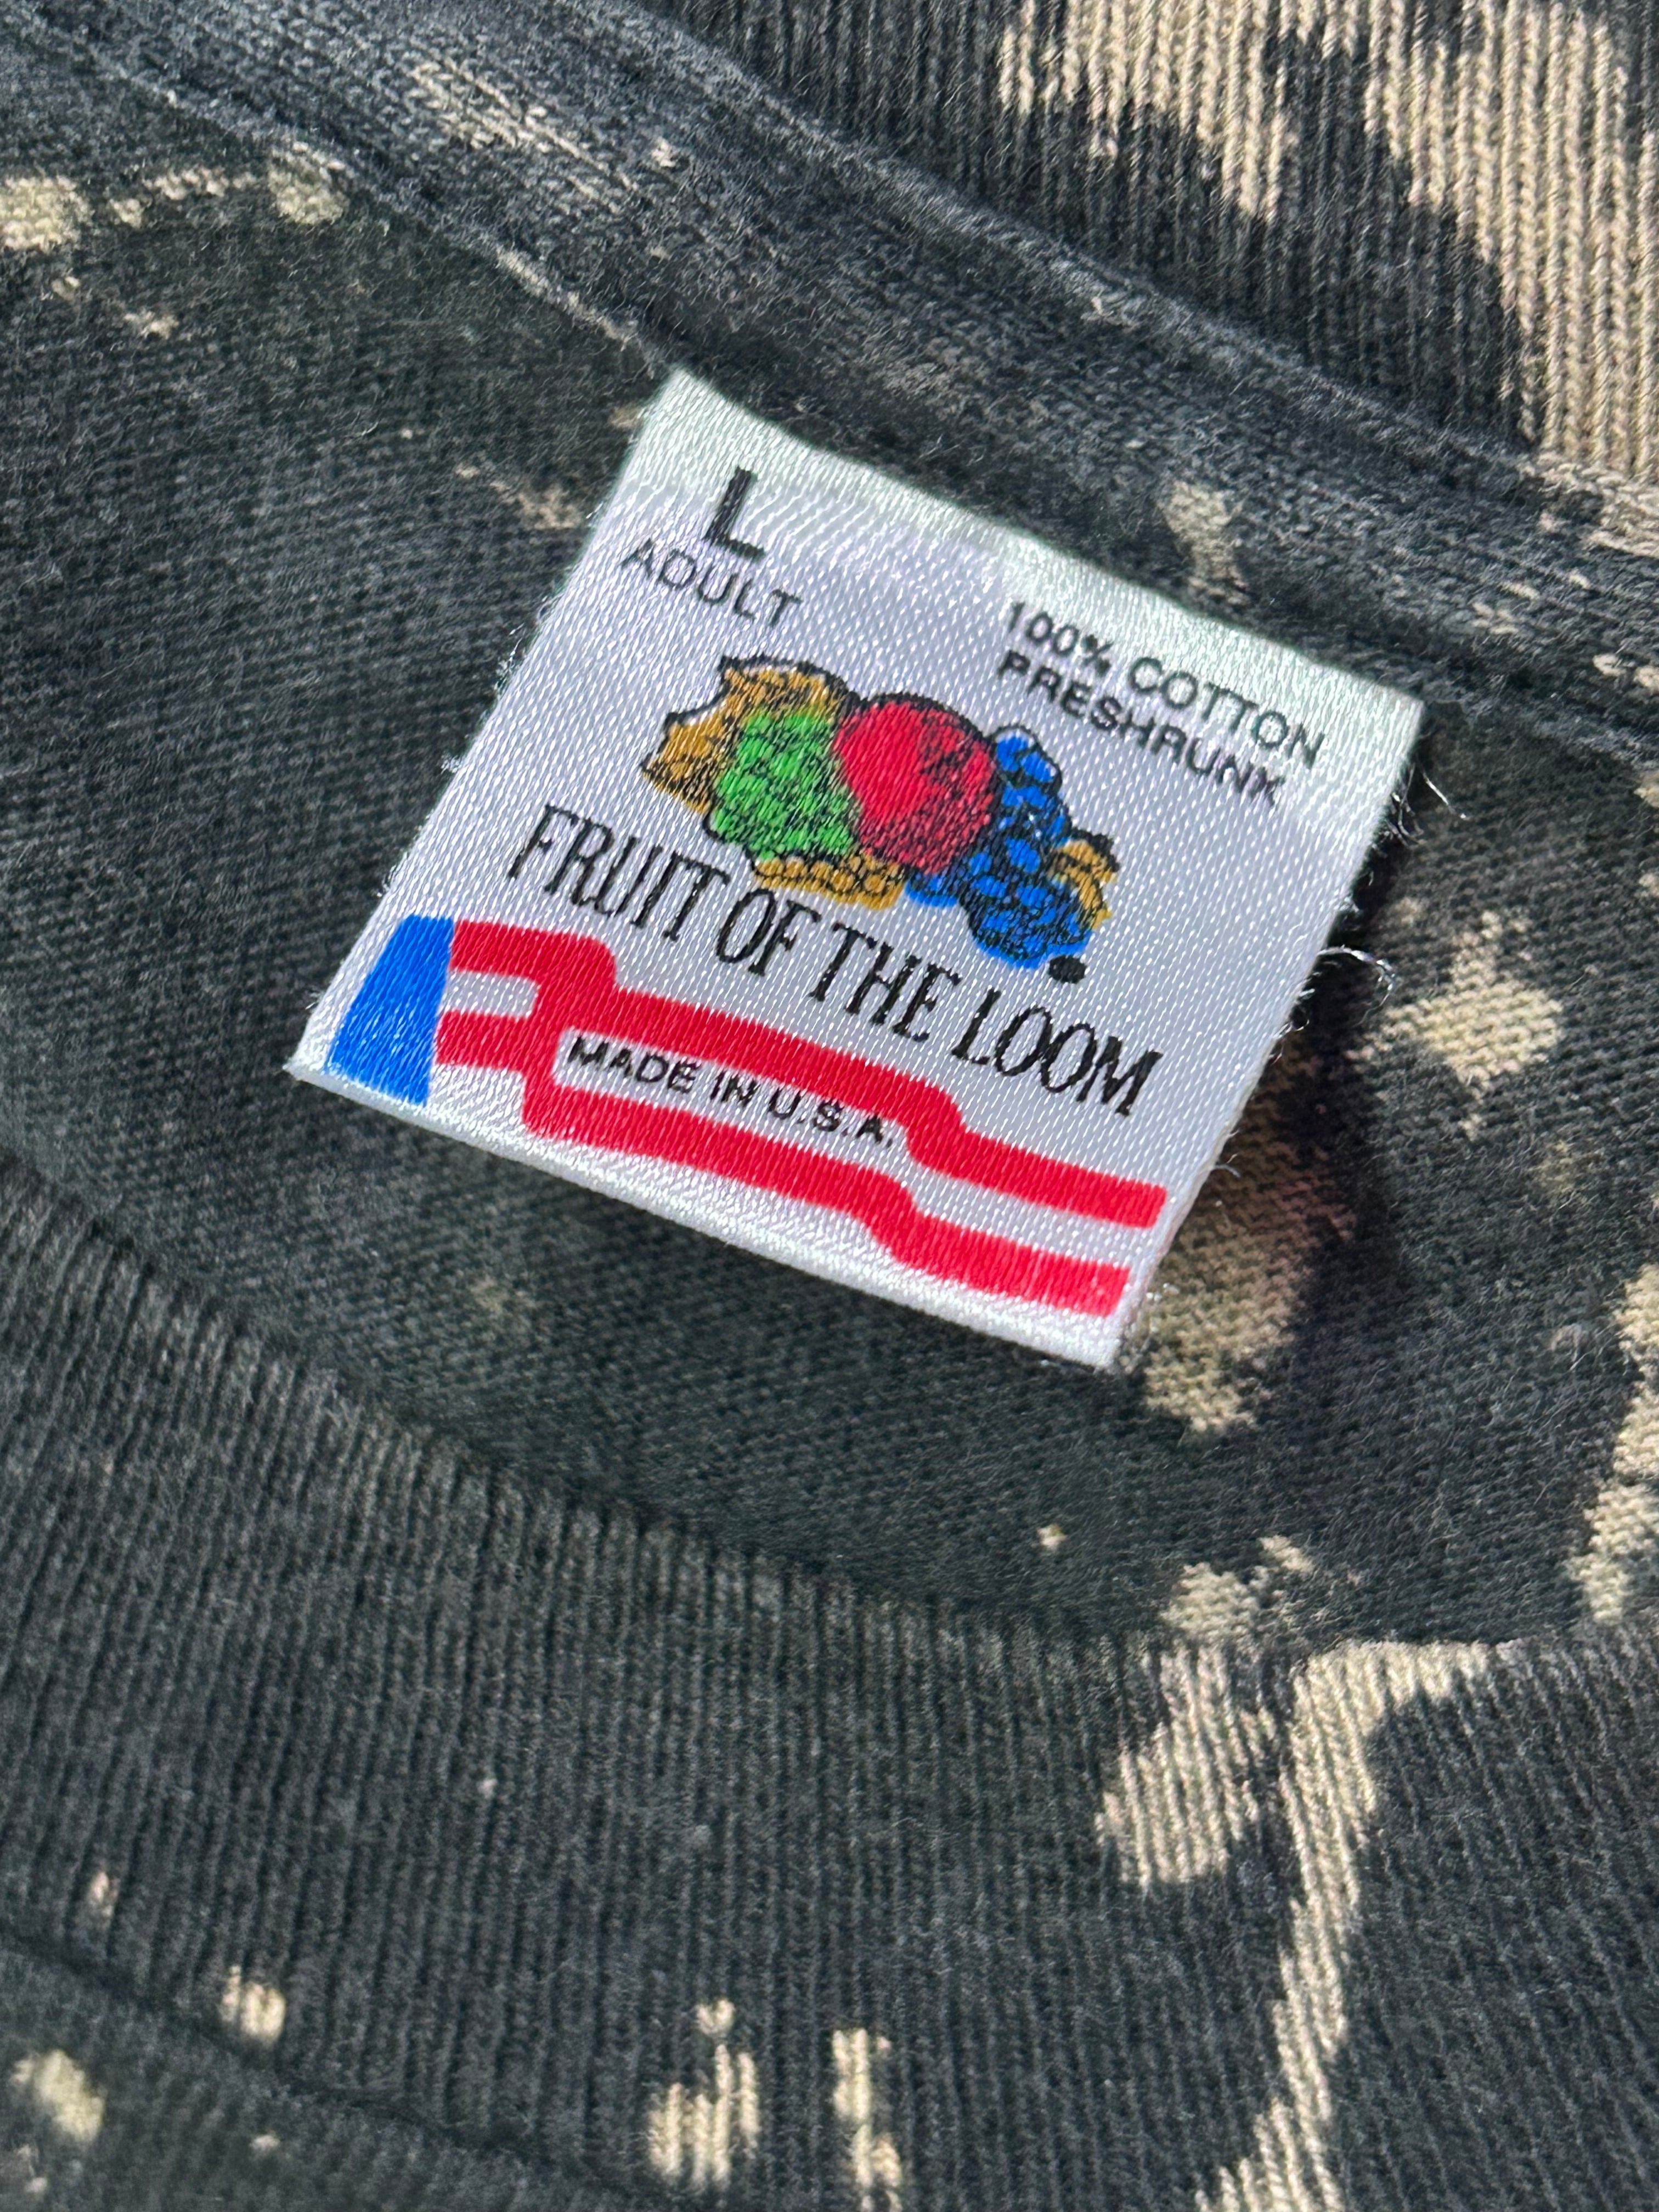 L
ADULT
100% COTTON
PRESHRUNK
FRUIT OF THE LOOM
MADE IN U.S.A.